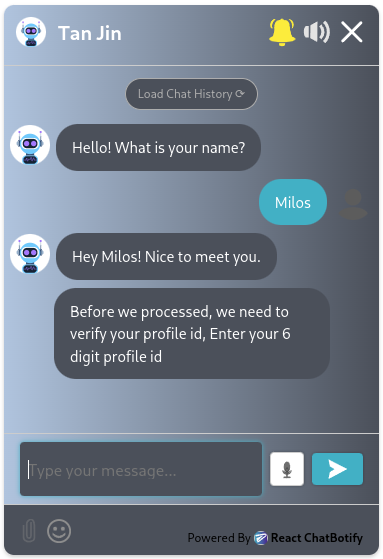 Tan Jin
Load Chat History ⟳
Hello! What is your name?
Milos
Hey Milos! Nice to meet you.
Before we processed, we need to
verify your profile id, Enter your 6
digit profile id
Type your message...
Powered By React ChatBotify